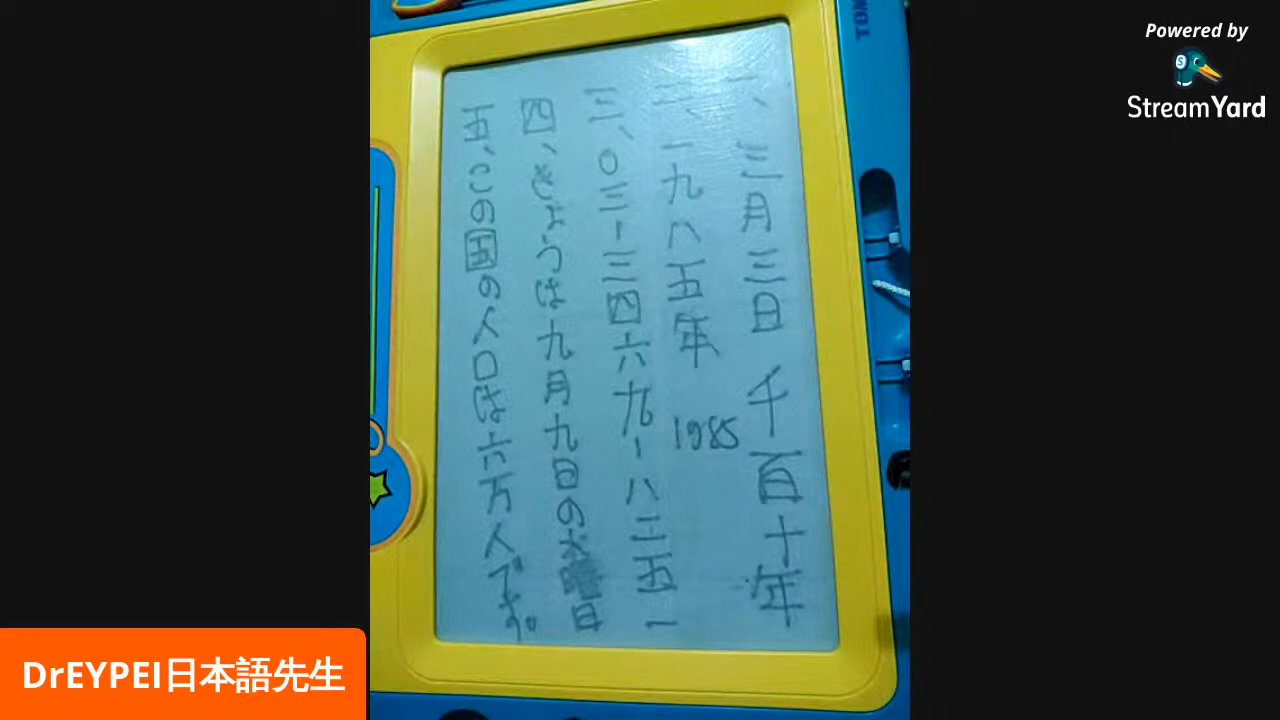 一、三月三日 千百十年
二、一九八五年 1985
三、〇三-三四六九-八三五一
四、きょうは九月九日の火曜日
五、この国の人口は六万人です。
Powered by
StreamYard
DrEYPEI日本語先生